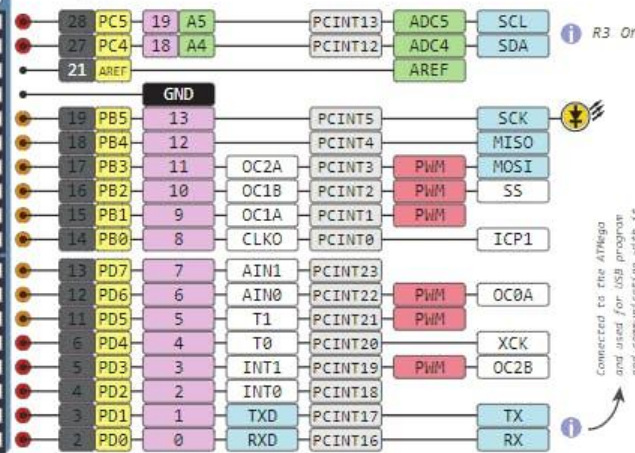 28 PC5 19 A5 PCINT13 ADC5 SCL
27 PC4 18 A4 PCINT12 ADC4 SDA
R3
21 AREF AREF
GND
19 PB5 13 PCINT5 SCK
18 PB4 12 PCINT4 MISO
17 PB3 11 OC2A PCINT3 PWM MOSI
16 PB2 10 OC1B PCINT2 PWM SS
15 PB1 9 OC1A PCINT1 PWM
14 PB0 8 CLKO PCINT0 ICP1
13 PD7 7 AIN1 PCINT23
12 PD6 6 AIN0 PCINT22 PWM OC0A
11 PD5 5 T1 PCINT21 PWM
6 PD4 4 T0 PCINT20 XCK
5 PD3 3 INT1 PCINT19 PWM OC2B
4 PD2 2 INT0 PCINT18
3 PD1 1 TXD PCINT17 TX
2 PD0 0 RXD PCINT16 RX
Connected to the ATMega
and used for USB program